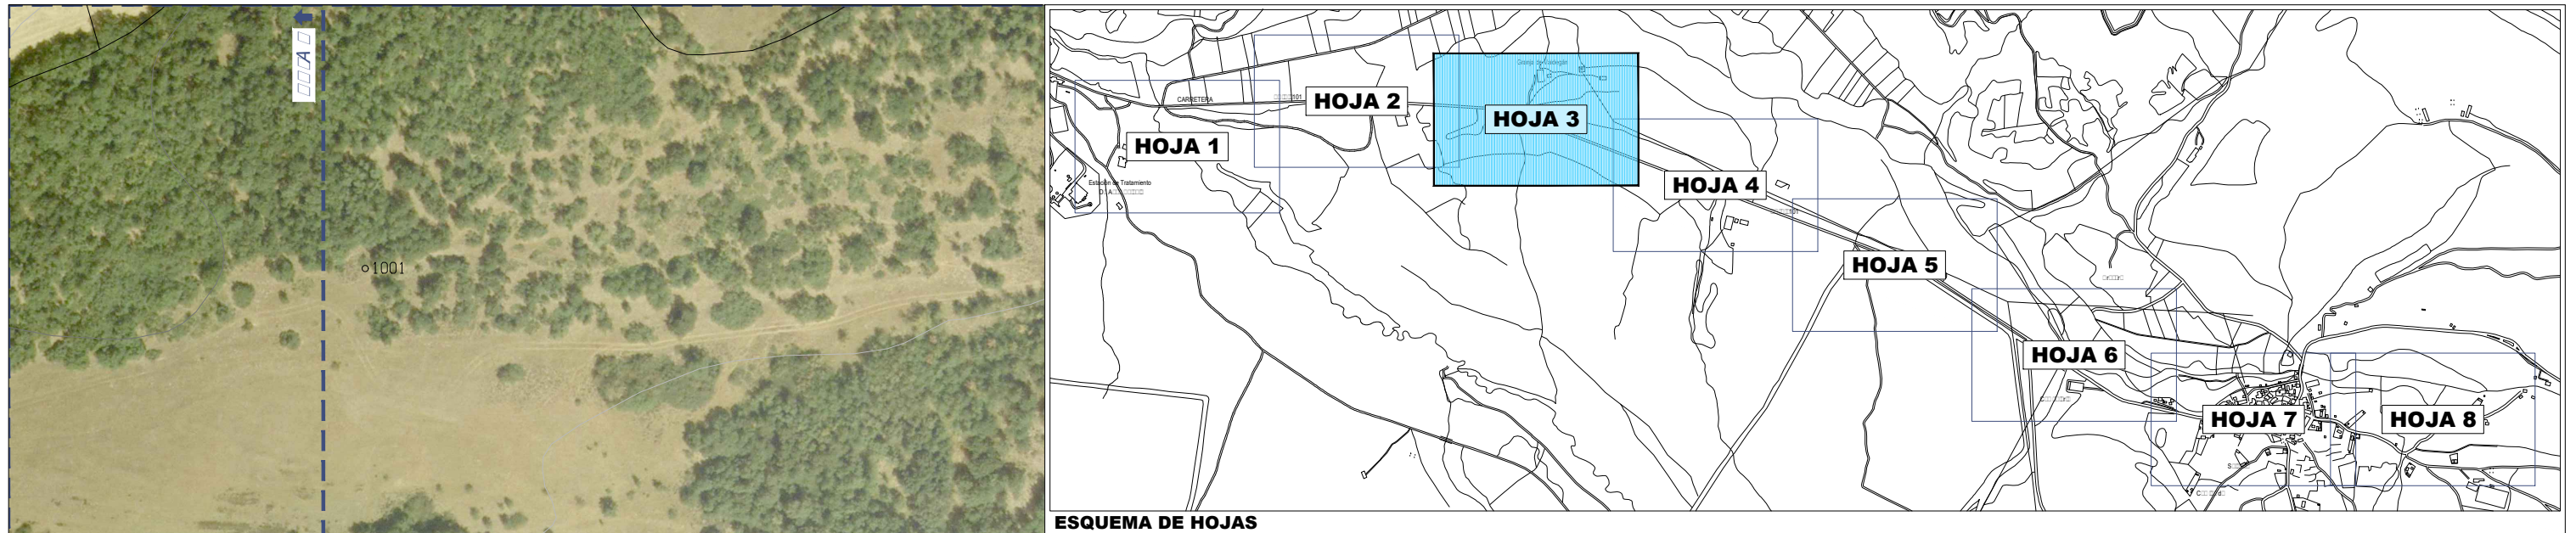 1001
HOJA 1
HOJA 2
HOJA 3
HOJA 4
HOJA 5
HOJA 6
HOJA 7
HOJA 8
CARRETERA
Estación de Tratamiento
ESQUEMA DE HOJAS